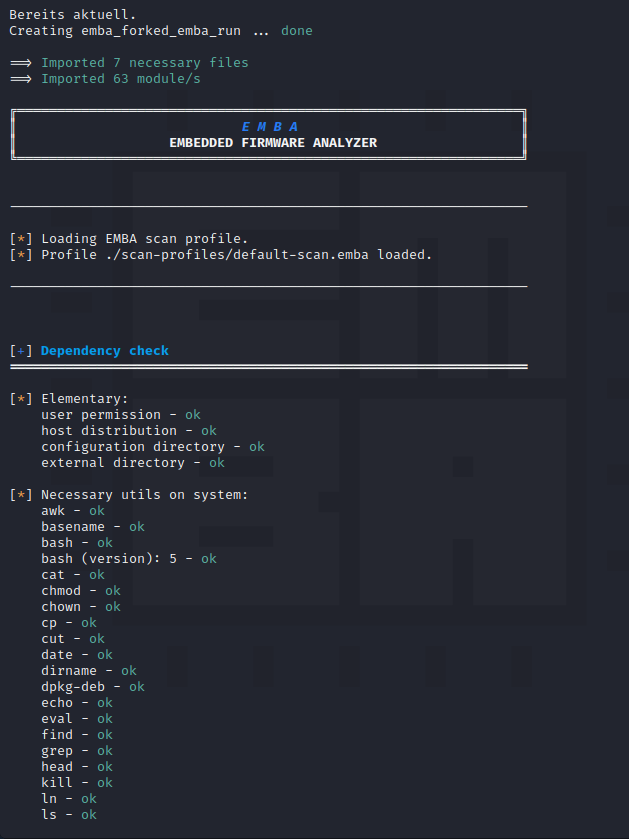 Bereits aktuell.
Creating emba_forked_emba_run ... done
==> Imported 7 necessary files
==> Imported 63 module/s
E M B A
EMBEDDED FIRMWARE ANALYZER
[*] Loading EMBA scan profile.
[*] Profile ./scan-profiles/default-scan.emba loaded.
[+] Dependency check
[*] Elementary:
user permission - ok
host distribution - ok
configuration directory - ok
external directory - ok
[*] Necessary utils on system:
awk - ok
basename - ok
bash - ok
bash (version): 5 - ok
cat - ok
chmod - ok
chown - ok
cp - ok
cut - ok
date - ok
dirname - ok
dpkg-deb - ok
echo - ok
eval - ok
find - ok
grep - ok
head - ok
kill - ok
ln - ok
ls - ok